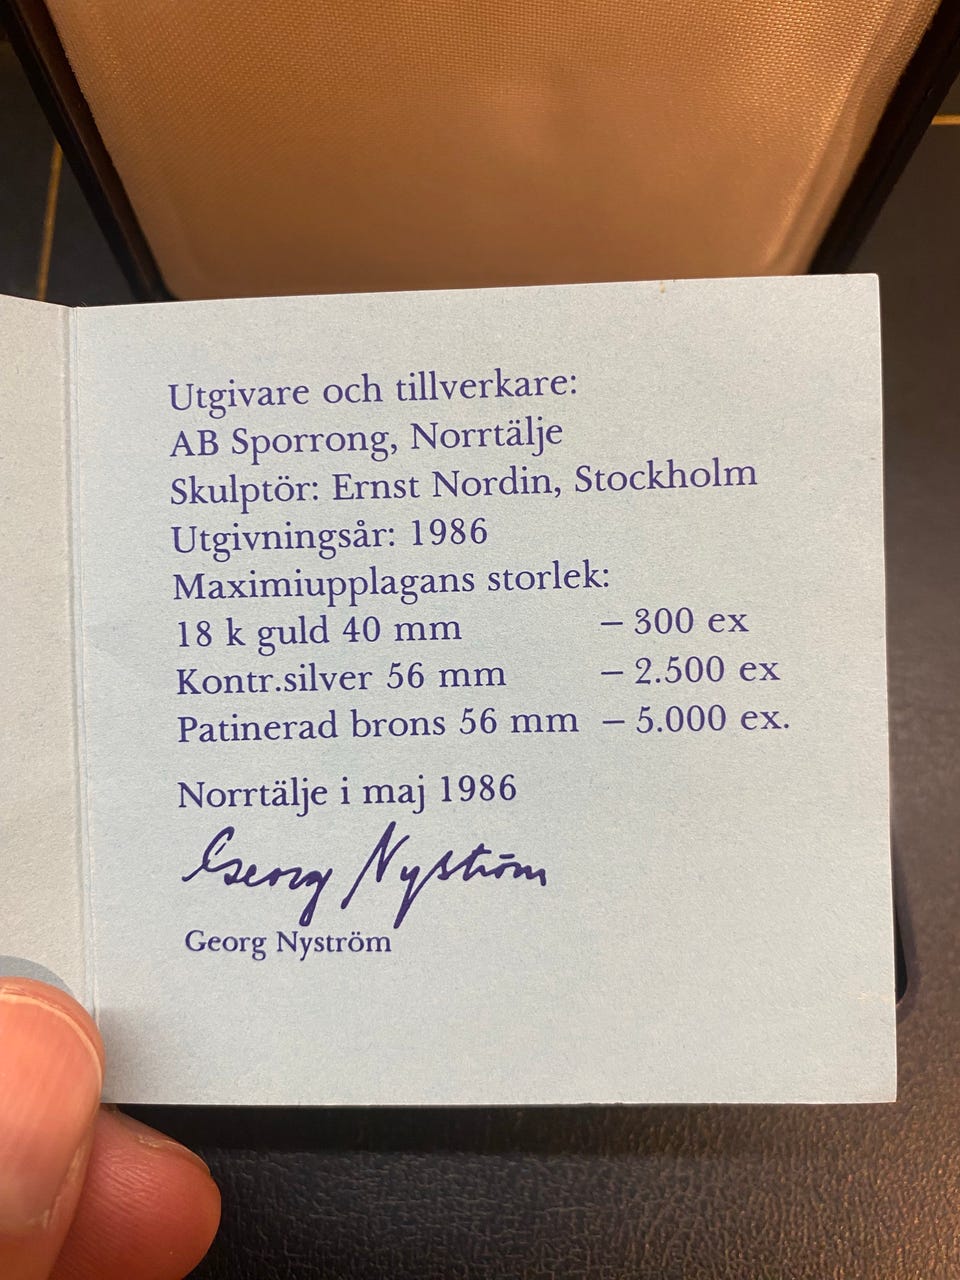 Utgivare och tillverkare:
AB Sporrong, Norrtälje
Skulptör: Ernst Nordin, Stockholm
Utgivningsår: 1986
Maximiupplagans storlek:
18 k guld 40 mm – 300 ex
Kontr.silver 56 mm – 2.500 ex
Patinerad brons 56 mm – 5.000 ex.
Norrtälje i maj 1986
Georg Nyström
Georg Nyström